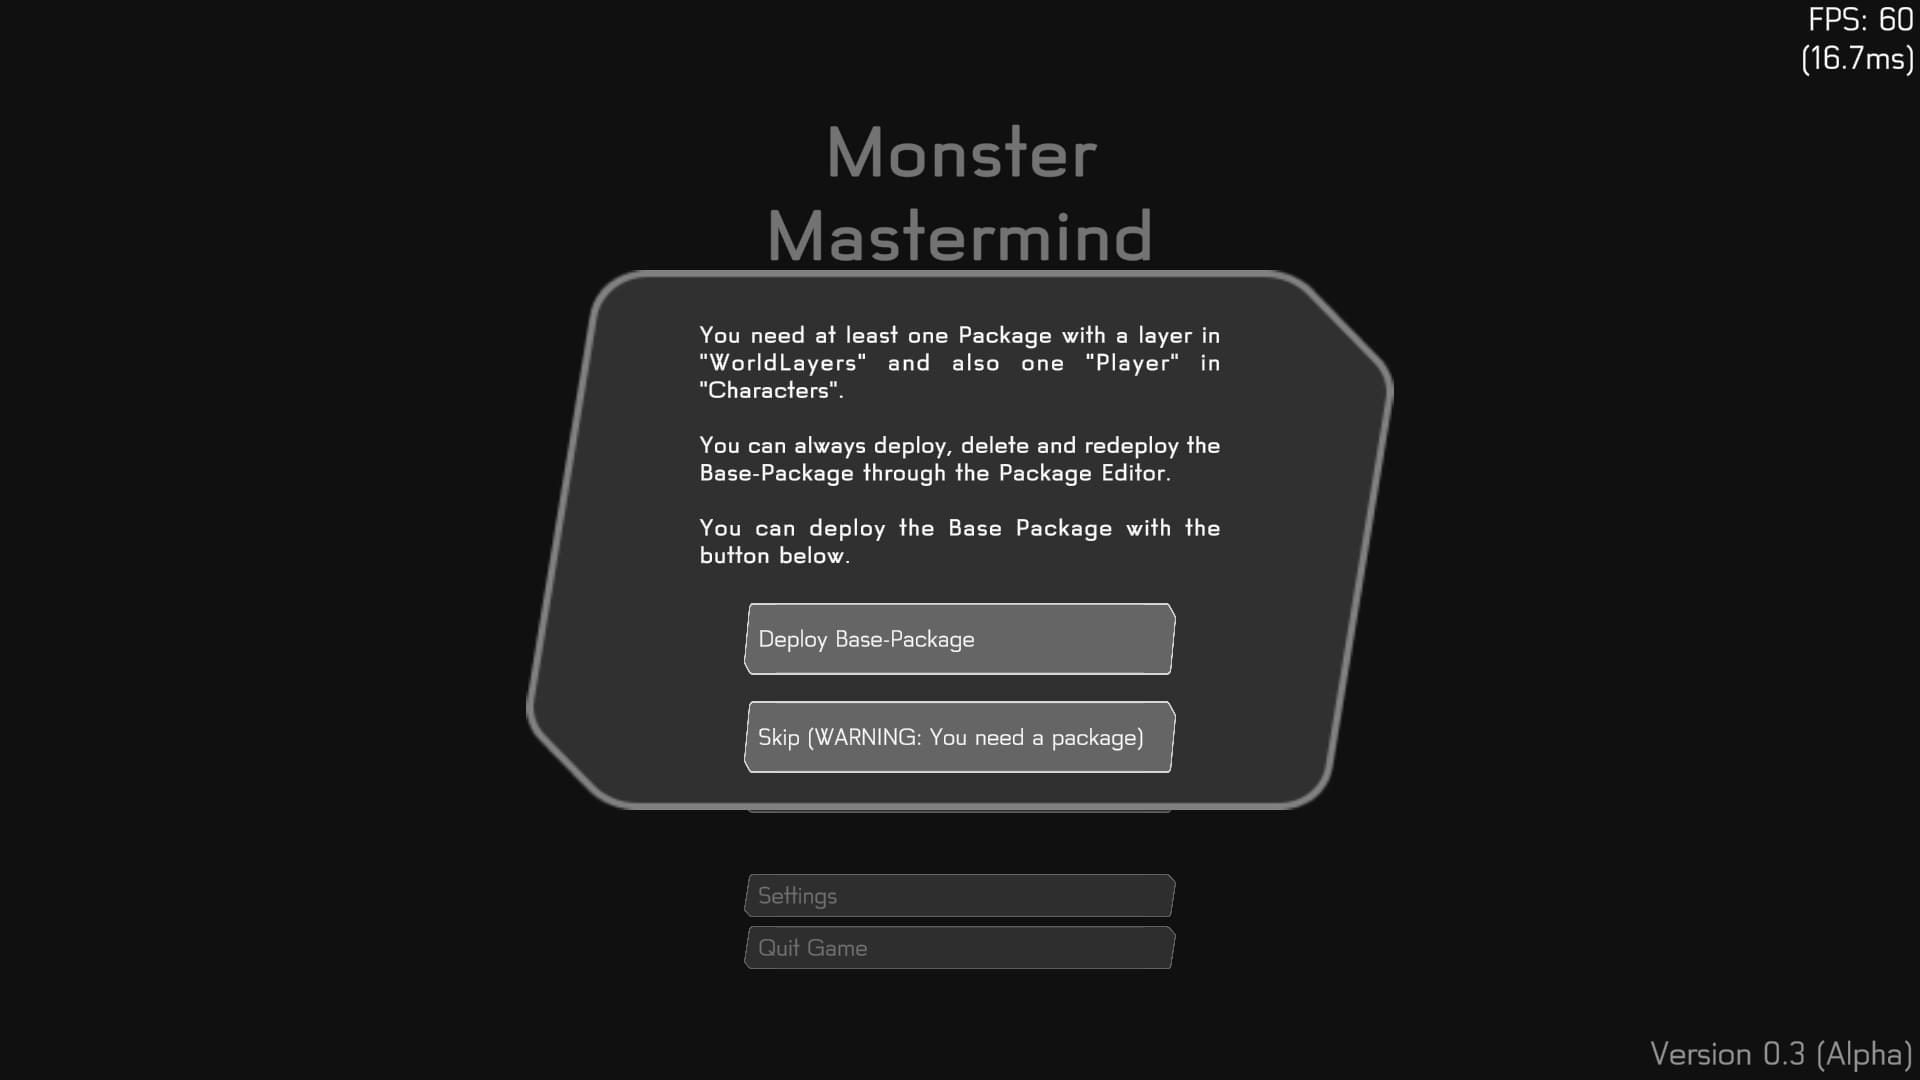 FPS: 60
(16.7ms)
Monster
Mastermind
You need at least one Package with a layer in
"WorldLayers" and also one "Player" in
"Characters".
You can always deploy, delete and redeploy the
Base-Package through the Package Editor.
You can deploy the Base Package with the
button below.
Deploy Base-Package
Skip (WARNING: You need a package)
Settings
Quit Game
Version 0.3 (Alpha)